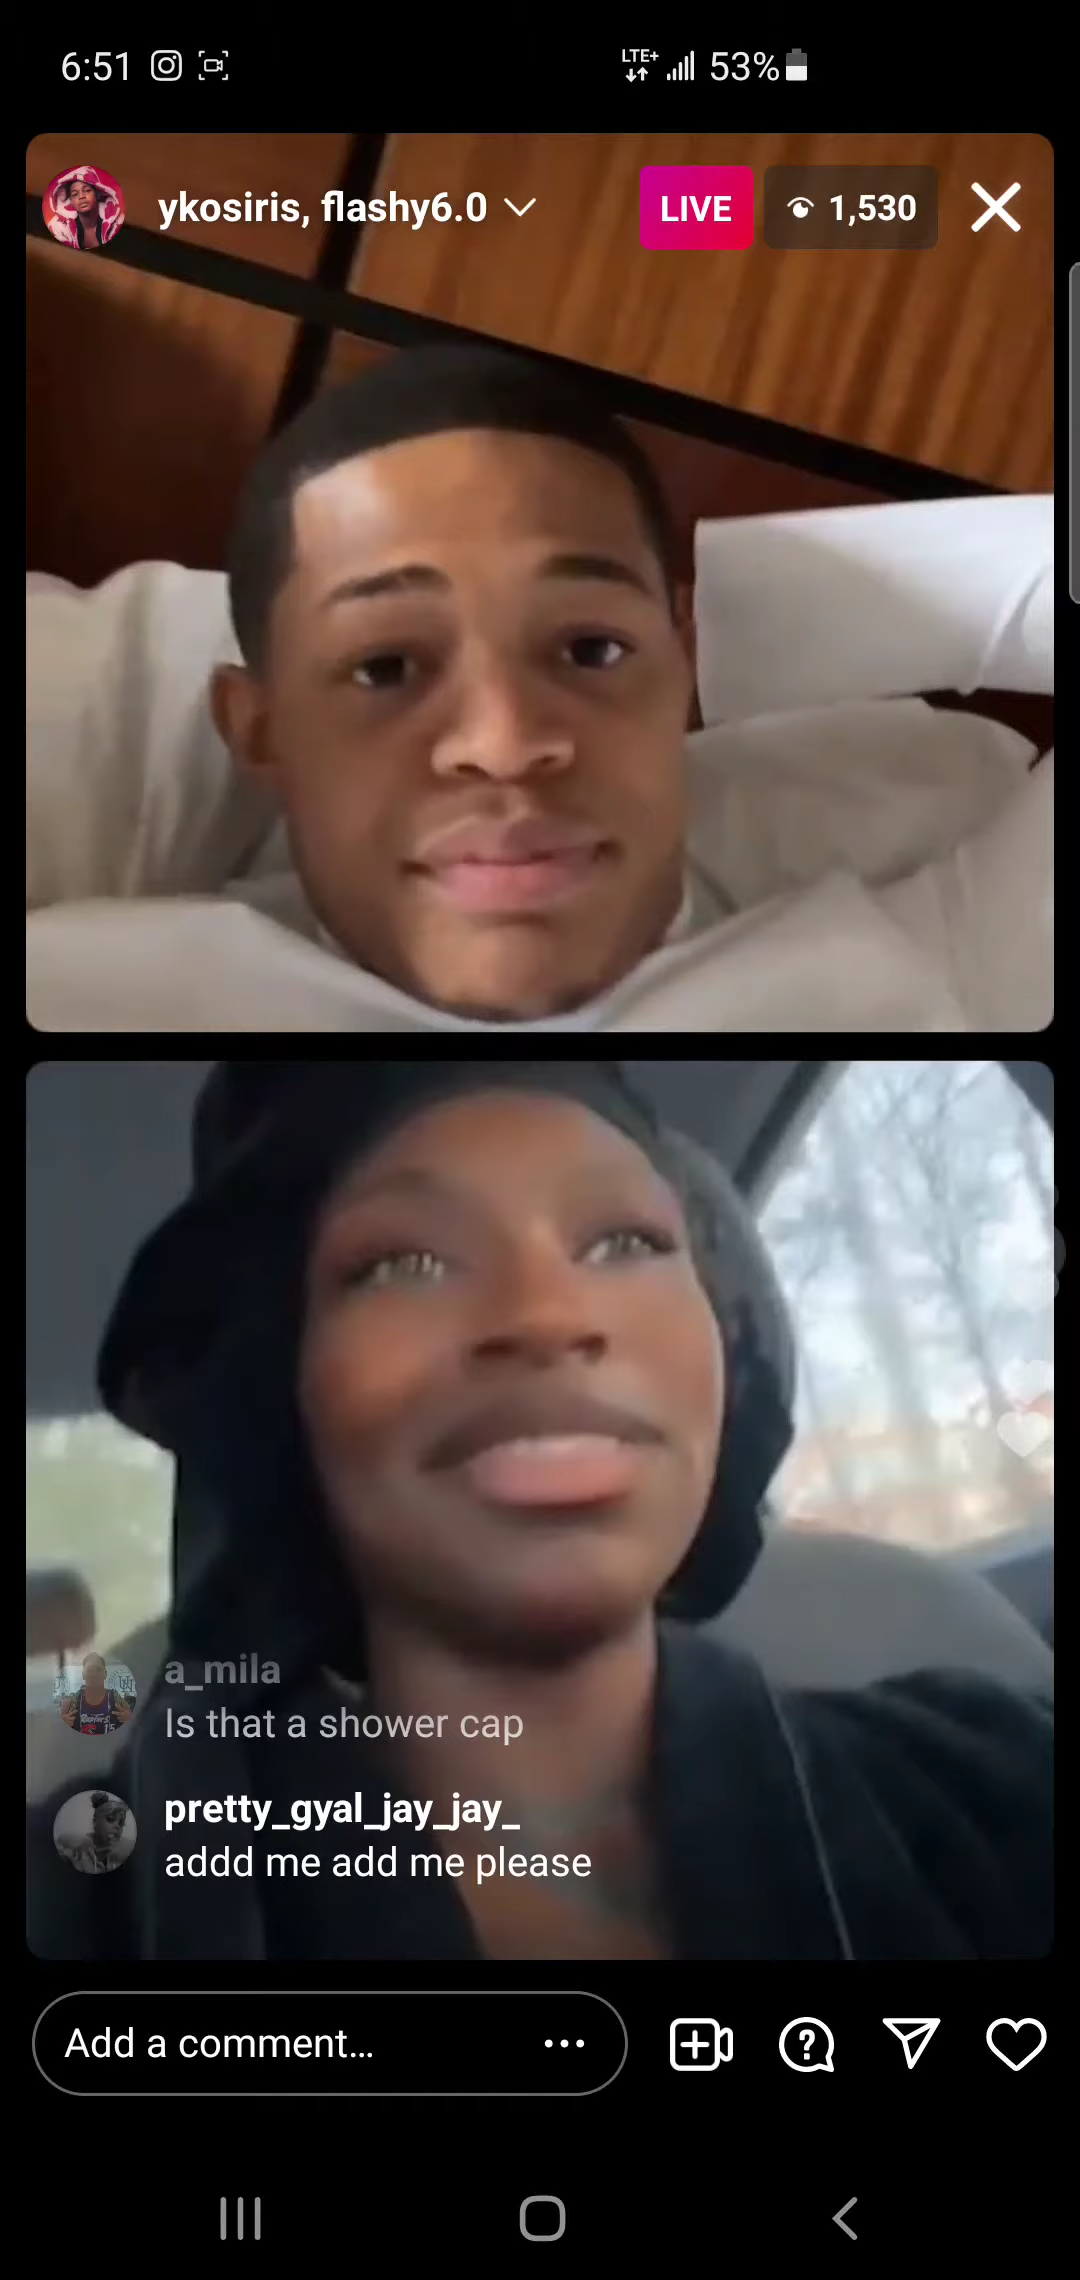 6:51 LTE+ 53%
ykosiris, flashy6.0 LIVE 1,530
a_mila
Is that a shower cap
pretty_gyal_jay_jay_
addd me add me please
Add a comment...